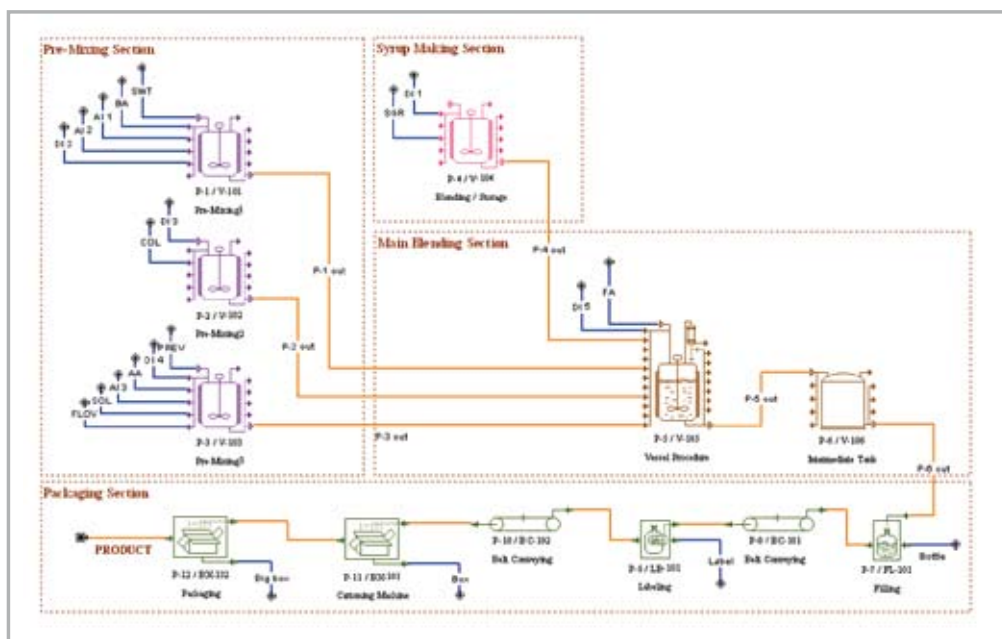 Pre-Mixing Section
SWT
BA
AI 1
AI 2
DI 2
P-1 / V-101
Pre-Mixing1
DI 3
COL
P-2 / V-102
Pre-Mixing2
PREV
DI 4
AA
AI 3
SOL
FLOV
P-3 / V-103
Pre-Mixing3
P-1 out
P-2 out
P-3 out
Syrup Making Section
DI 1
SGR
P-4 / V-104
Blending / Storage
P-4 out
Main Blending Section
FA
DI 5
P-5 / V-105
Vessel Procedure
P-5 out
P-6 / V-106
Intermediate Tank
P-6 out
Packaging Section
PRODUCT
P-12 / BX-102
Packaging
Big box
P-11 / BX-101
Cartoning Machine
Box
P-10 / BC-102
Belt Conveying
LB-101
Labeling
Label
BC-101
Belt Conveying
P-7 / FL-101
Filling
Bottle